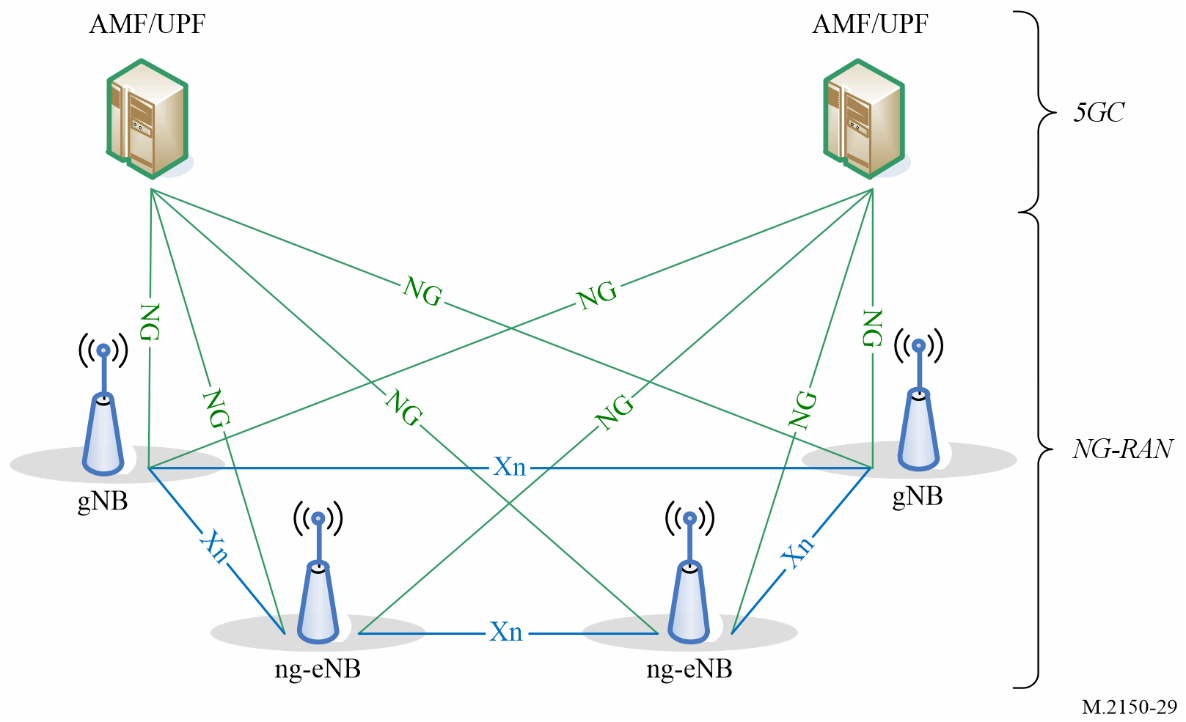 AMF/UPF
AMF/UPF
5GC
NG
NG
NG
NG
NG
NG
NG
NG
NG-RAN
Xn
gNB
gNB
Xn
Xn
Xn
ng-eNB
ng-eNB
M.2150-29